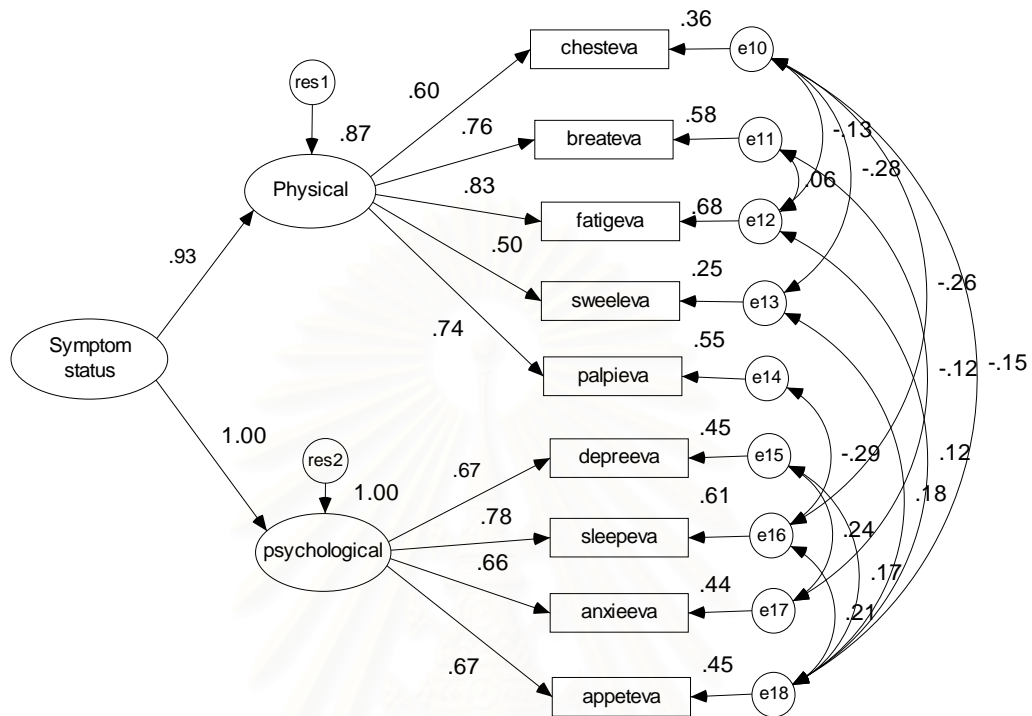 .36
chesteva
e10
res1
.60
.87
.76
.58
breateva
e11
-.13
-.28
Physical
.83
.06
fatigeva
.68
e12
.50
.93
.25
sweeleva
e13
-.26
.74
Symptom
status
.55
palpieva
e14
-.12
-.15
1.00
.45
depreeva
e15
-.29
.12
res2
1.00
.67
.61
.18
.78
sleepeva
e16
.24
psychological
.66
.44
.17
anxieeva
e17
.21
.67
.45
appeteva
e18